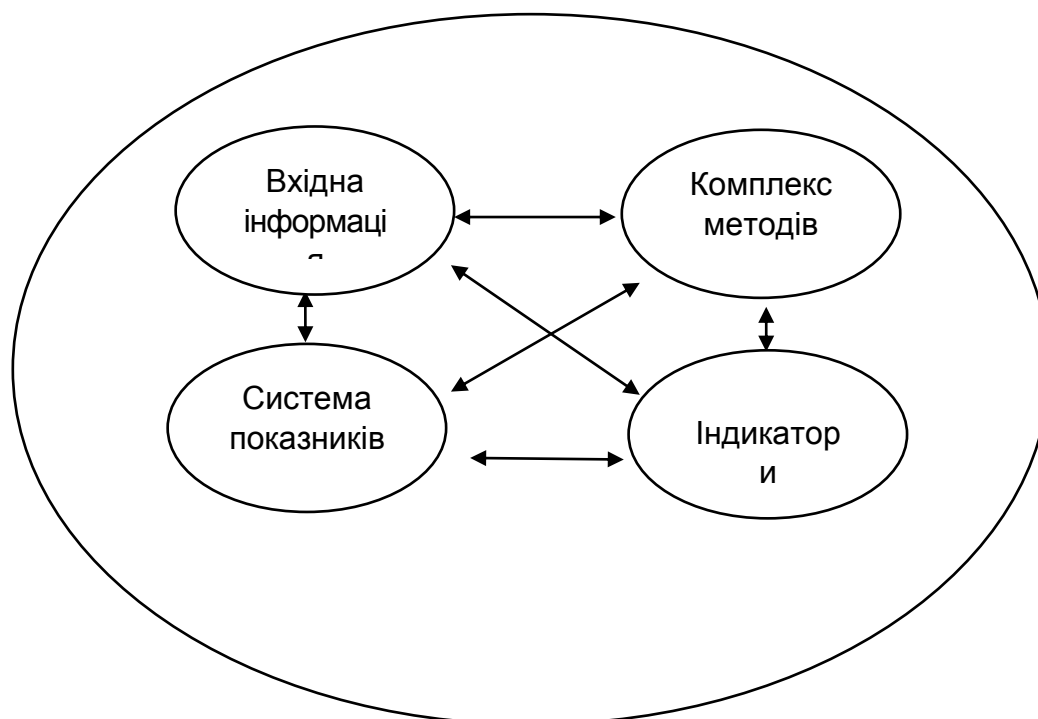 Вхідна
інформаці
я
Комплекс
методів
Система
показників
Індикатор
и